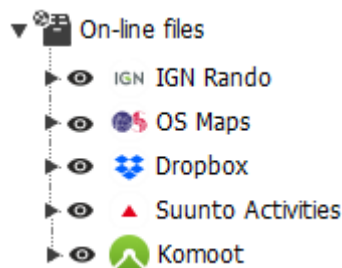 On-line files
IGN IGN Rando
OS Maps
Dropbox
Suunto Activities
Komoot